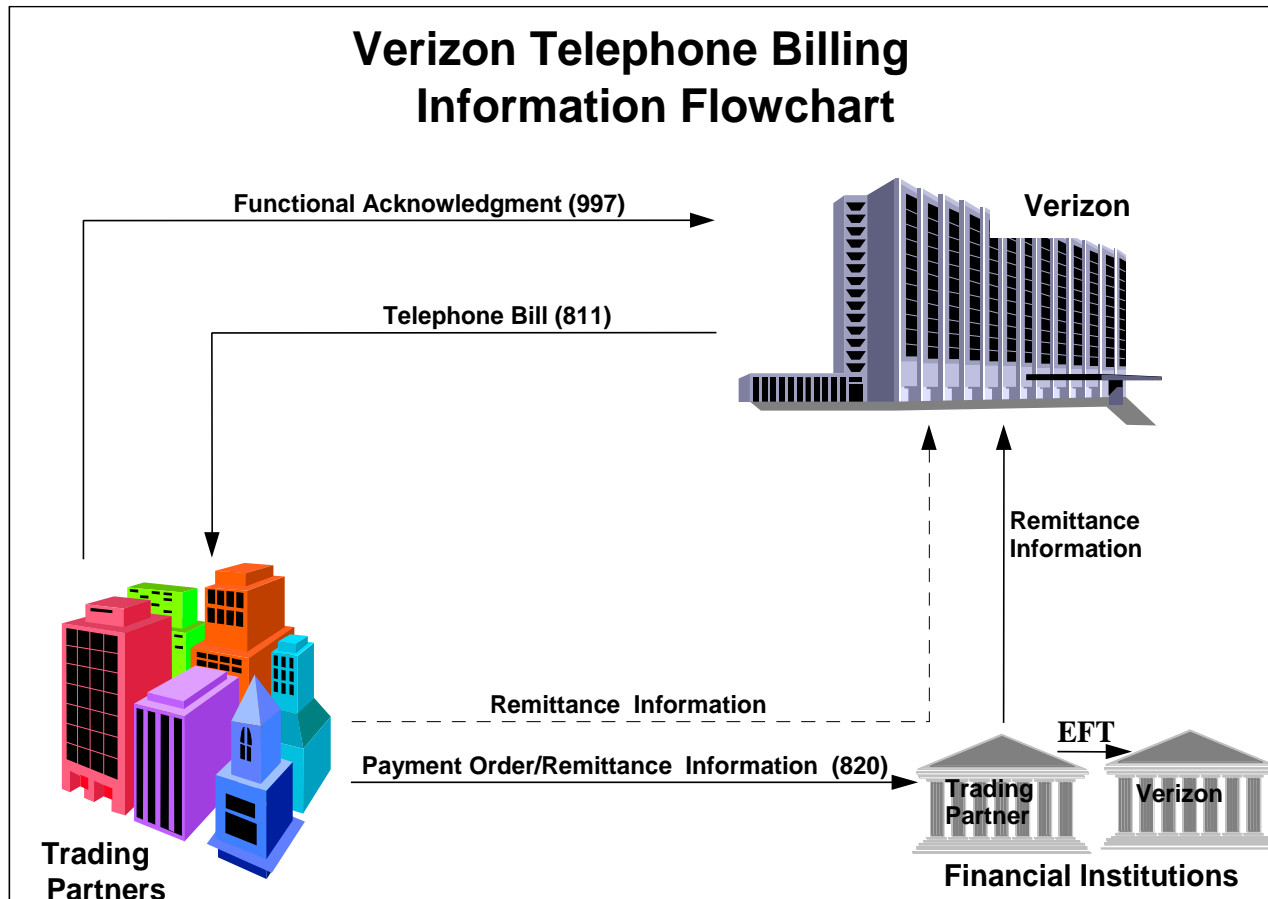 Verizon Telephone Billing
Information Flowchart
Functional Acknowledgment (997)
Verizon
Telephone Bill (811)
Remittance
Information
Remittance Information
EFT
Payment Order/Remittance Information (820)
Trading
Partner
Verizon
Trading
Partners
Financial Institutions